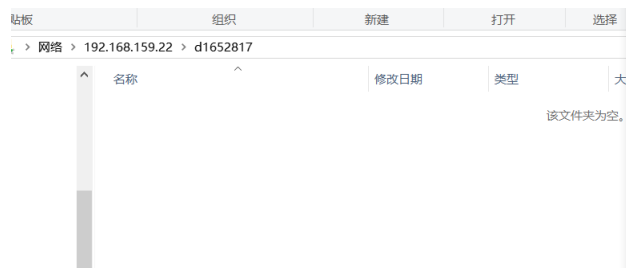 贴板 组织 新建 打开 选择
› 网络 › 192.168.159.22 › d1652817
名称 修改日期 类型 大
该文件夹为空。